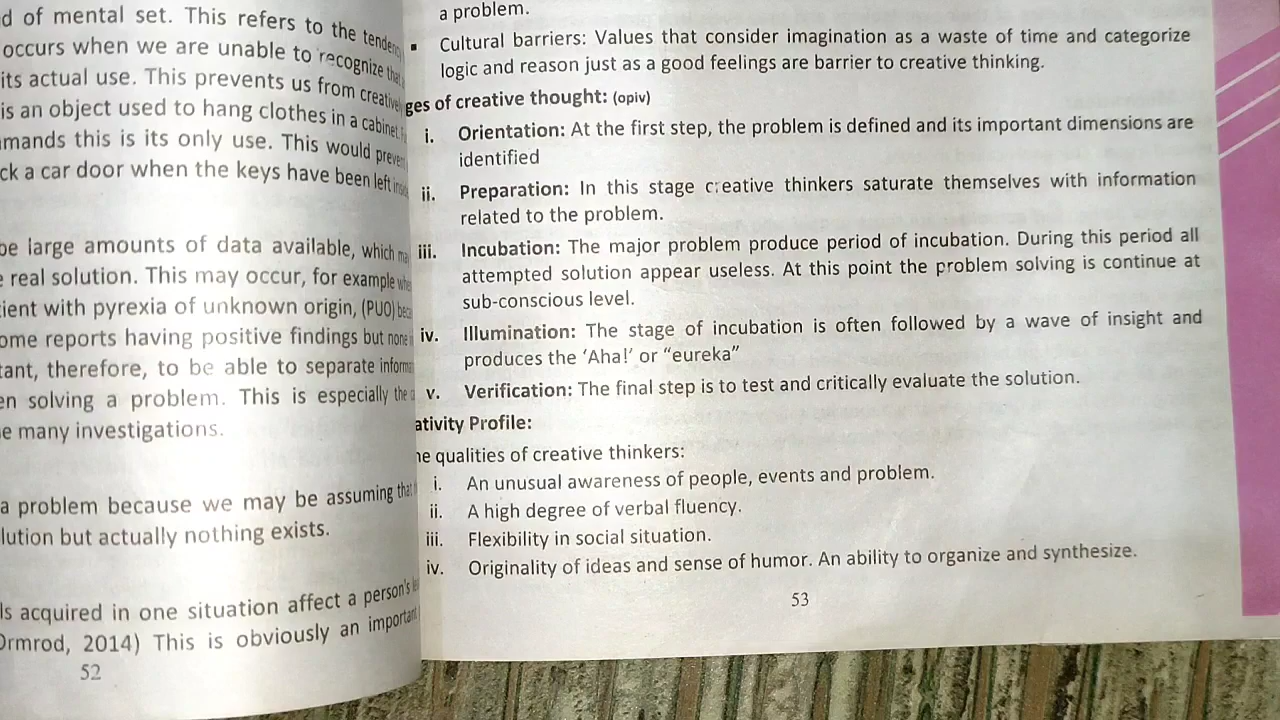 d of mental set. This refers to the
occurs when we are unable to recognize
its actual use. This prevents us from
is an object used to hang clothes in a cabinet.
mands this is its only use. This would
ck a car door when the keys have been left
be large amounts of data available, which
real solution. This may occur, for example
ient with pyrexia of unknown origin, (PUO)
ome reports having positive findings but none
tant, therefore, to be able to separate
en solving a problem. This is especially the
e many investigations.
a problem because we may be assuming that
lution but actually nothing exists.
ls acquired in one situation affect a person's
Ormrod, 2014) This is obviously an important
52
a problem.
▪ Cultural barriers: Values that consider imagination as a waste of time and categorize
logic and reason just as a good feelings are barrier to creative thinking.
ges of creative thought: (opiv)
i. Orientation: At the first step, the problem is defined and its important dimensions are
identified
ii. Preparation: In this stage creative thinkers saturate themselves with information
related to the problem.
iii. Incubation: The major problem produce period of incubation. During this period all
attempted solution appear useless. At this point the problem solving is continue at
sub-conscious level.
iv. Illumination: The stage of incubation is often followed by a wave of insight and
produces the 'Aha!' or "eureka"
v. Verification: The final step is to test and critically evaluate the solution.
ativity Profile:
he qualities of creative thinkers:
i. An unusual awareness of people, events and problem.
ii. A high degree of verbal fluency.
iii. Flexibility in social situation.
iv. Originality of ideas and sense of humor. An ability to organize and synthesize.
53